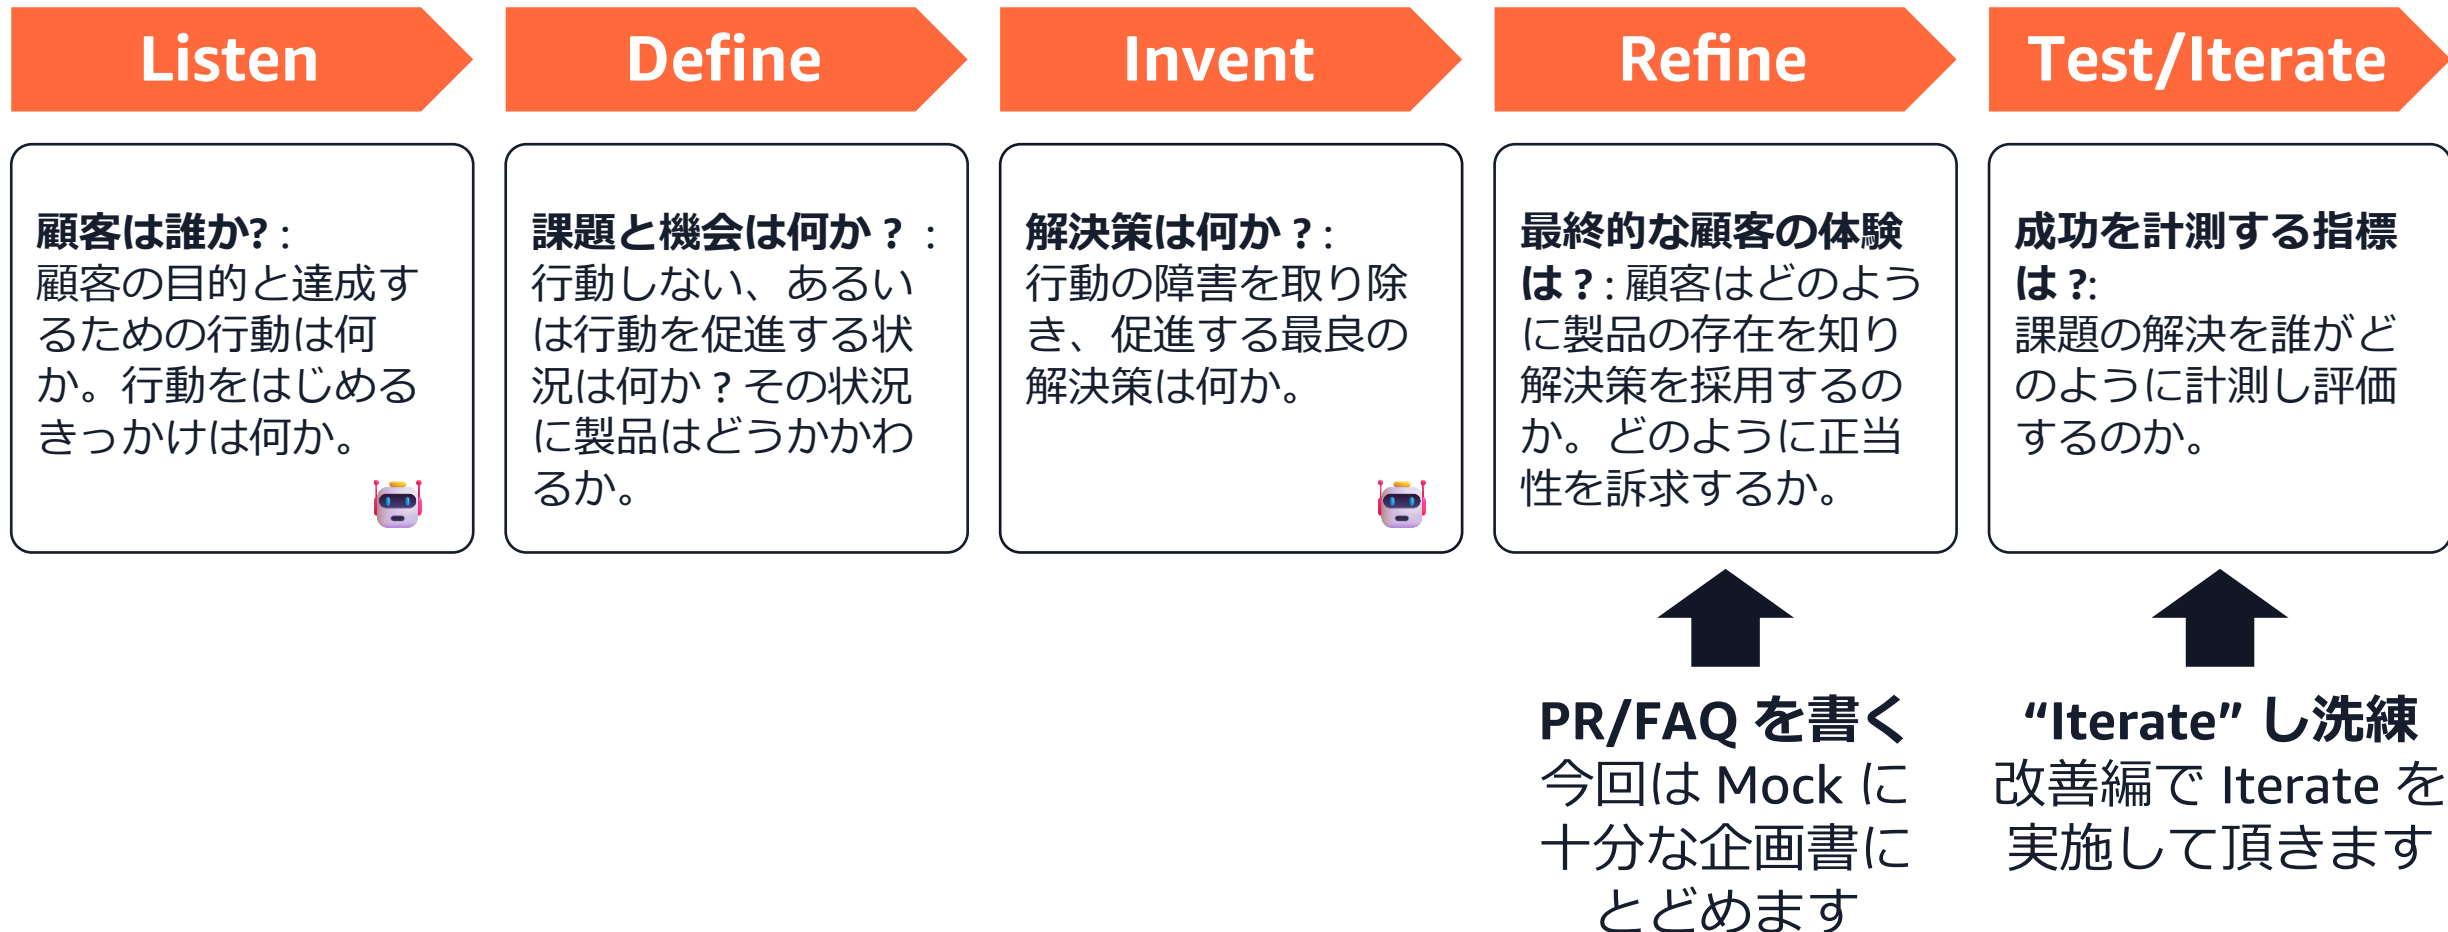 Listen
Define
Invent
Refine
Test/Iterate
顧客は誰か? :
顧客の目的と達成す
るための行動は何
か。行動をはじめる
きっかけは何か。
課題と機会は何か ? :
行動しない、あるい
は行動を促進する状
況は何か ? その状況
に製品はどうかかわ
るか。
解決策は何か ? :
行動の障害を取り除
き、促進する最良の
解決策は何か。
最終的な顧客の体験
は ? : 顧客はどのよう
に製品の存在を知り
解決策を採用するの
か。どのように正当
性を訴求するか。
成功を計測する指標
は ?:
課題の解決を誰がど
のように計測し評価
するのか。
PR/FAQ を書く
今回は Mock に
十分な企画書に
とどめます
“Iterate” し洗練
改善編で Iterate を
実施して頂きます